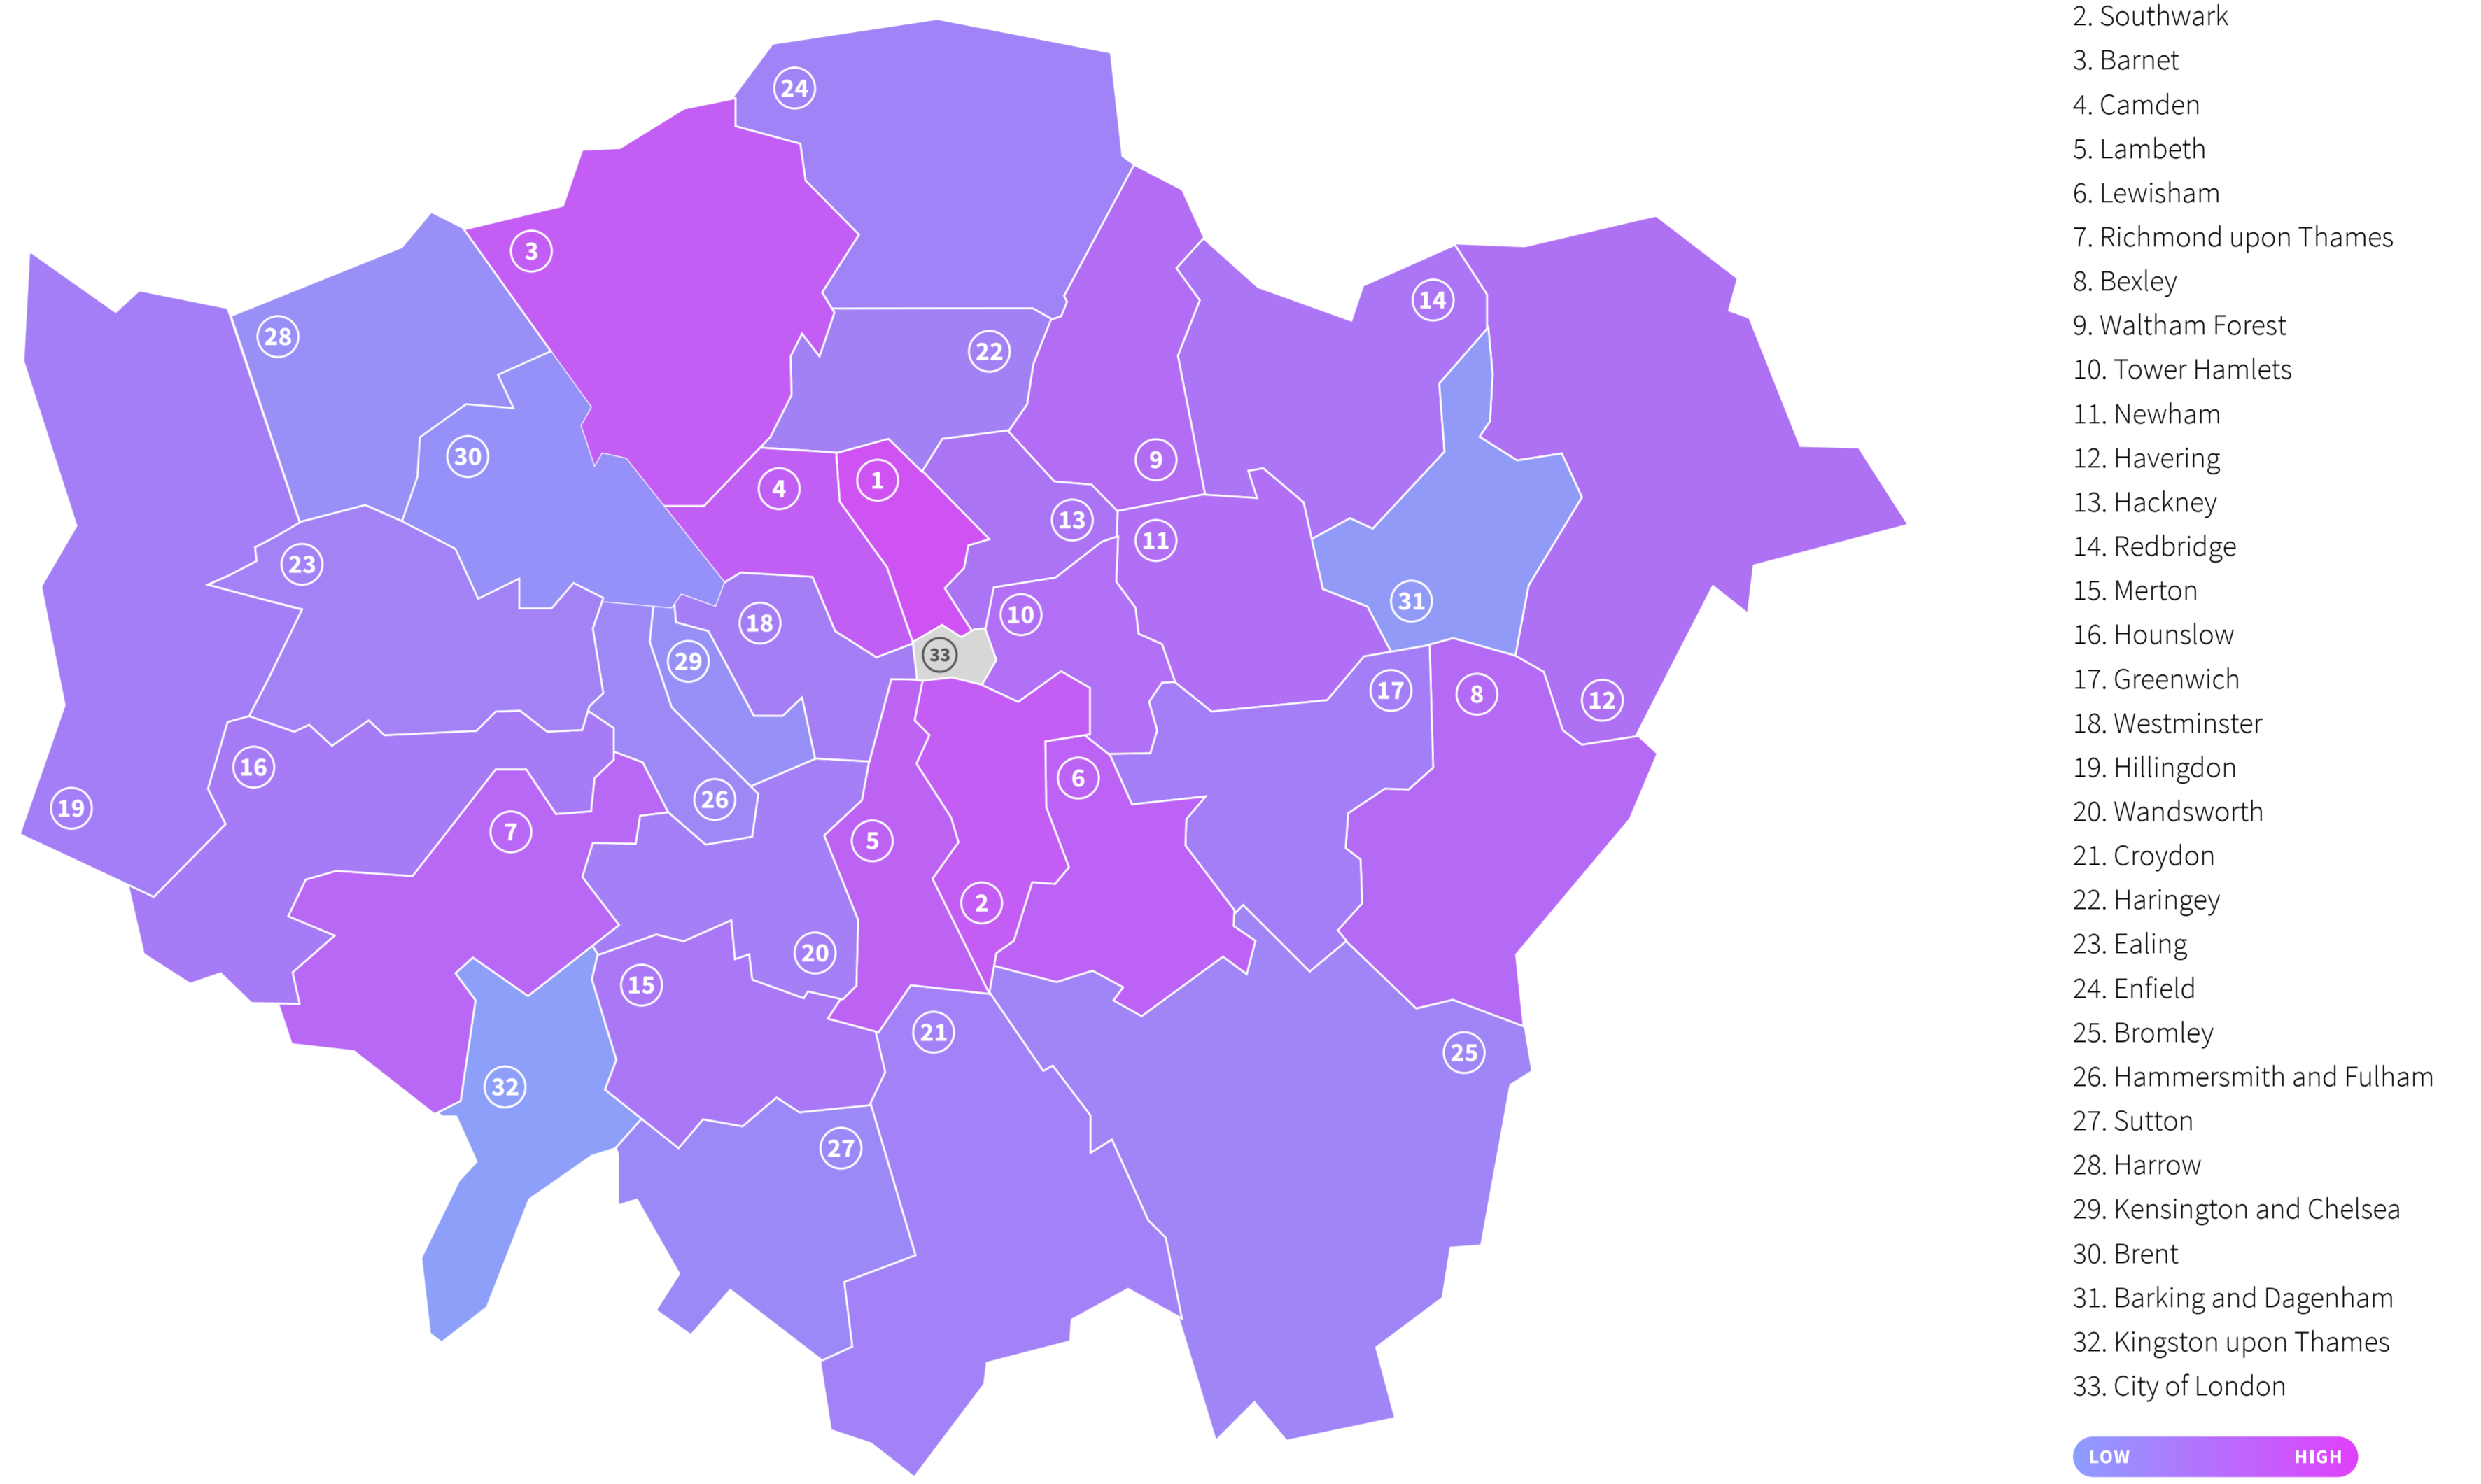 24
3
14
28
22
30
9
4
1
13
11
23
31
10
18
33
29
17
8
12
16
6
26
19
7
5
2
20
15
21
25
32
27
2. Southwark
3. Barnet
4. Camden
5. Lambeth
6. Lewisham
7. Richmond upon Thames
8. Bexley
9. Waltham Forest
10. Tower Hamlets
11. Newham
12. Havering
13. Hackney
14. Redbridge
15. Merton
16. Hounslow
17. Greenwich
18. Westminster
19. Hillingdon
20. Wandsworth
21. Croydon
22. Haringey
23. Ealing
24. Enfield
25. Bromley
26. Hammersmith and Fulham
27. Sutton
28. Harrow
29. Kensington and Chelsea
30. Brent
31. Barking and Dagenham
32. Kingston upon Thames
33. City of London
LOW HIGH